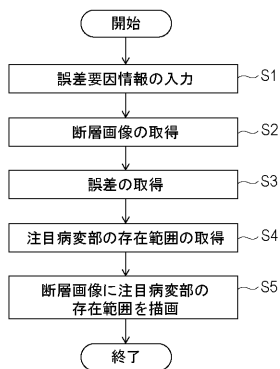 開始
誤差要因情報の入力 S1
断層画像の取得 S2
誤差の取得 S3
注目病変部の存在範囲の取得 S4
断層画像に注目病変部の S5
存在範囲を描画
終了